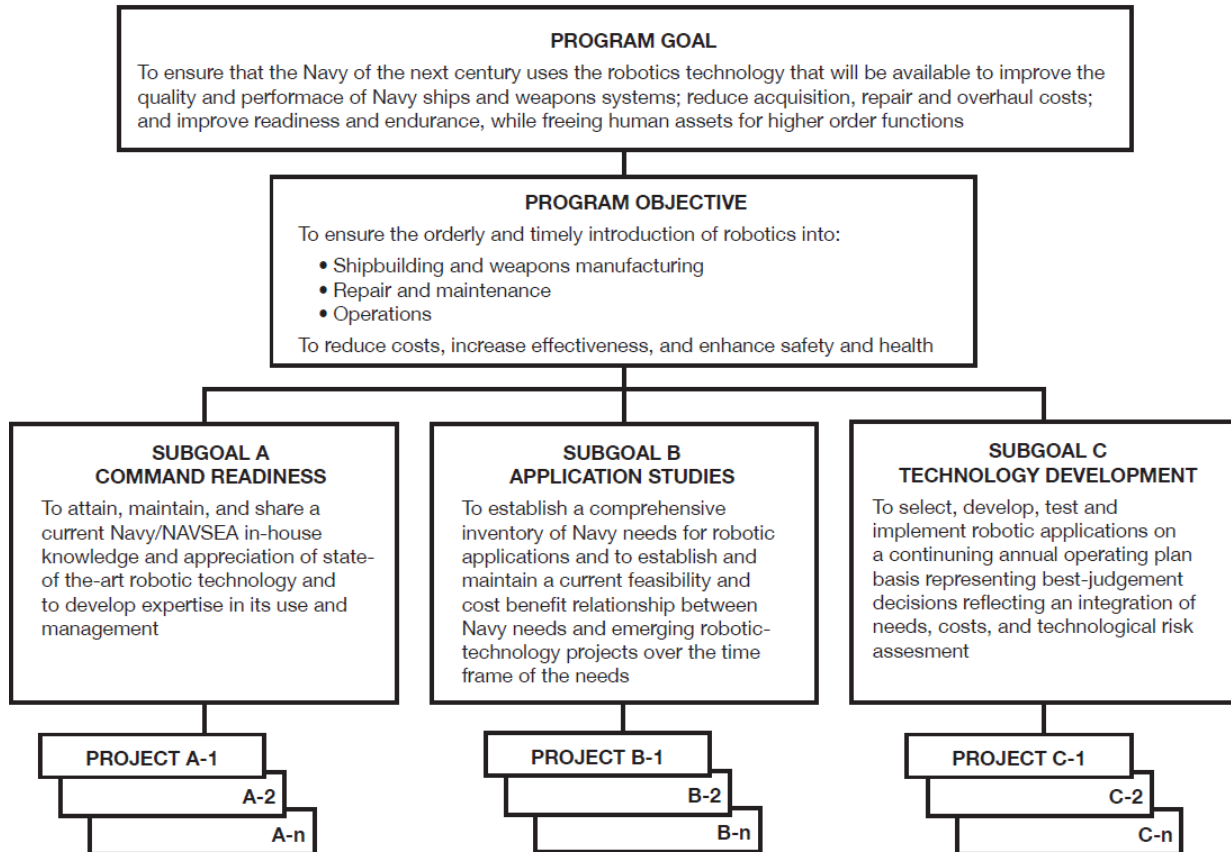 PROGRAM GOAL
To ensure that the Navy of the next century uses the robotics technology that will be available to improve the
quality and performace of Navy ships and weapons systems; reduce acquisition, repair and overhaul costs;
and improve readiness and endurance, while freeing human assets for higher order functions
PROGRAM OBJECTIVE
To ensure the orderly and timely introduction of robotics into:
• Shipbuilding and weapons manufacturing
• Repair and maintenance
• Operations
To reduce costs, increase effectiveness, and enhance safety and health
SUBGOAL A
COMMAND READINESS
To attain, maintain, and share a
current Navy/NAVSEA in-house
knowledge and appreciation of state-
of the-art robotic technology and
to develop expertise in its use and
management
SUBGOAL B
APPLICATION STUDIES
To establish a comprehensive
inventory of Navy needs for robotic
applications and to establish and
maintain a current feasibility and
cost benefit relationship between
Navy needs and emerging robotic-
technology projects over the time
frame of the needs
SUBGOAL C
TECHNOLOGY DEVELOPMENT
To select, develop, test and
implement robotic applications on
a continuning annual operating plan
basis representing best-judgement
decisions reflecting an integration of
needs, costs, and technological risk
assesment
PROJECT A-1
A-2
A-n
PROJECT B-1
B-2
B-n
PROJECT C-1
C-2
C-n